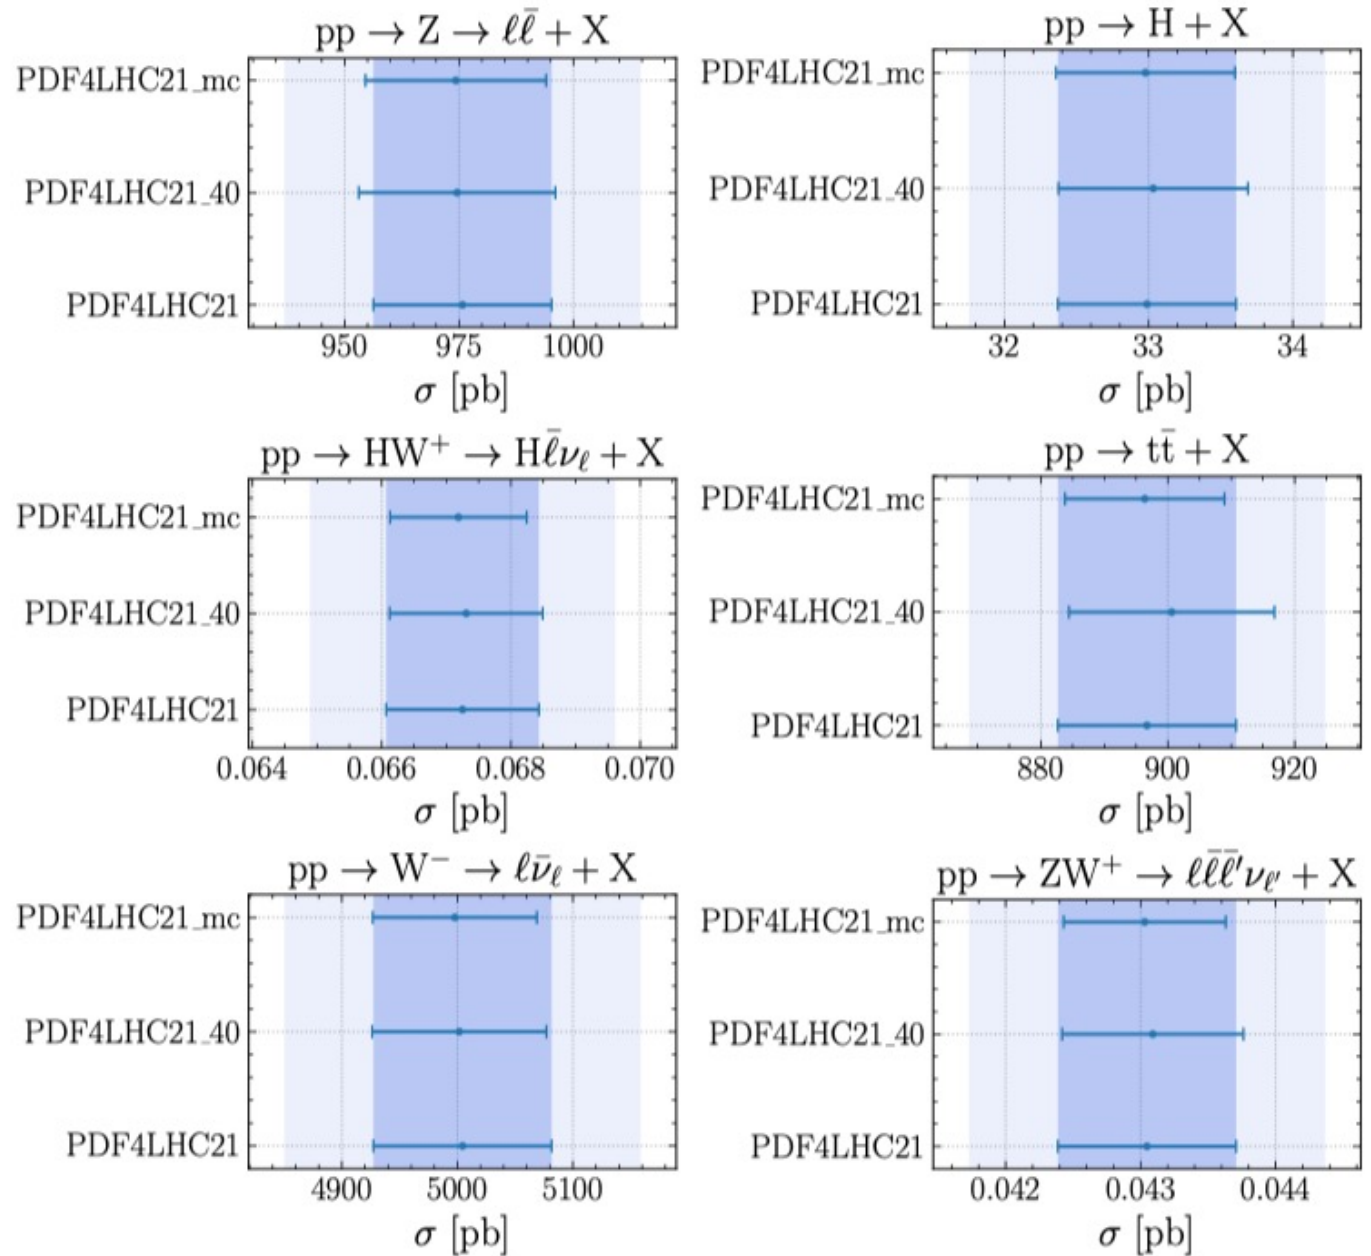 pp → Z → ℓℓ̄ + X
PDF4LHC21_mc
PDF4LHC21_40
PDF4LHC21
950 975 1000
σ [pb]
pp → H + X
PDF4LHC21_mc
PDF4LHC21_40
PDF4LHC21
32 33 34
σ [pb]
pp → HW⁺ → Hℓ̄ν_ℓ + X
PDF4LHC21_mc
PDF4LHC21_40
PDF4LHC21
0.064 0.066 0.068 0.070
σ [pb]
pp → tt̄ + X
PDF4LHC21_mc
PDF4LHC21_40
PDF4LHC21
880 900 920
σ [pb]
pp → W⁻ → ℓν̄_ℓ + X
PDF4LHC21_mc
PDF4LHC21_40
PDF4LHC21
4900 5000 5100
σ [pb]
pp → ZW⁺ → ℓℓ̄ℓ̄′ν_ℓ′ + X
PDF4LHC21_mc
PDF4LHC21_40
PDF4LHC21
0.042 0.043 0.044
σ [pb]